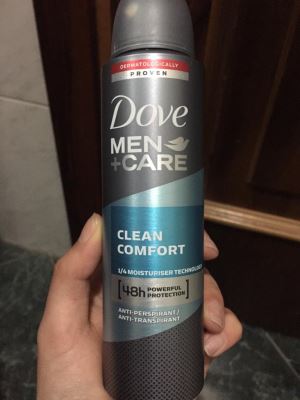 DERMATOLOGICALLY
PROVEN
Dove
MEN
+CARE
CLEAN
COMFORT
1/4 MOISTURISER TECHNOLOGY
48h POWERFUL PROTECTION
ANTI-PERSPIRANT /
ANTI-TRANSPIRANT